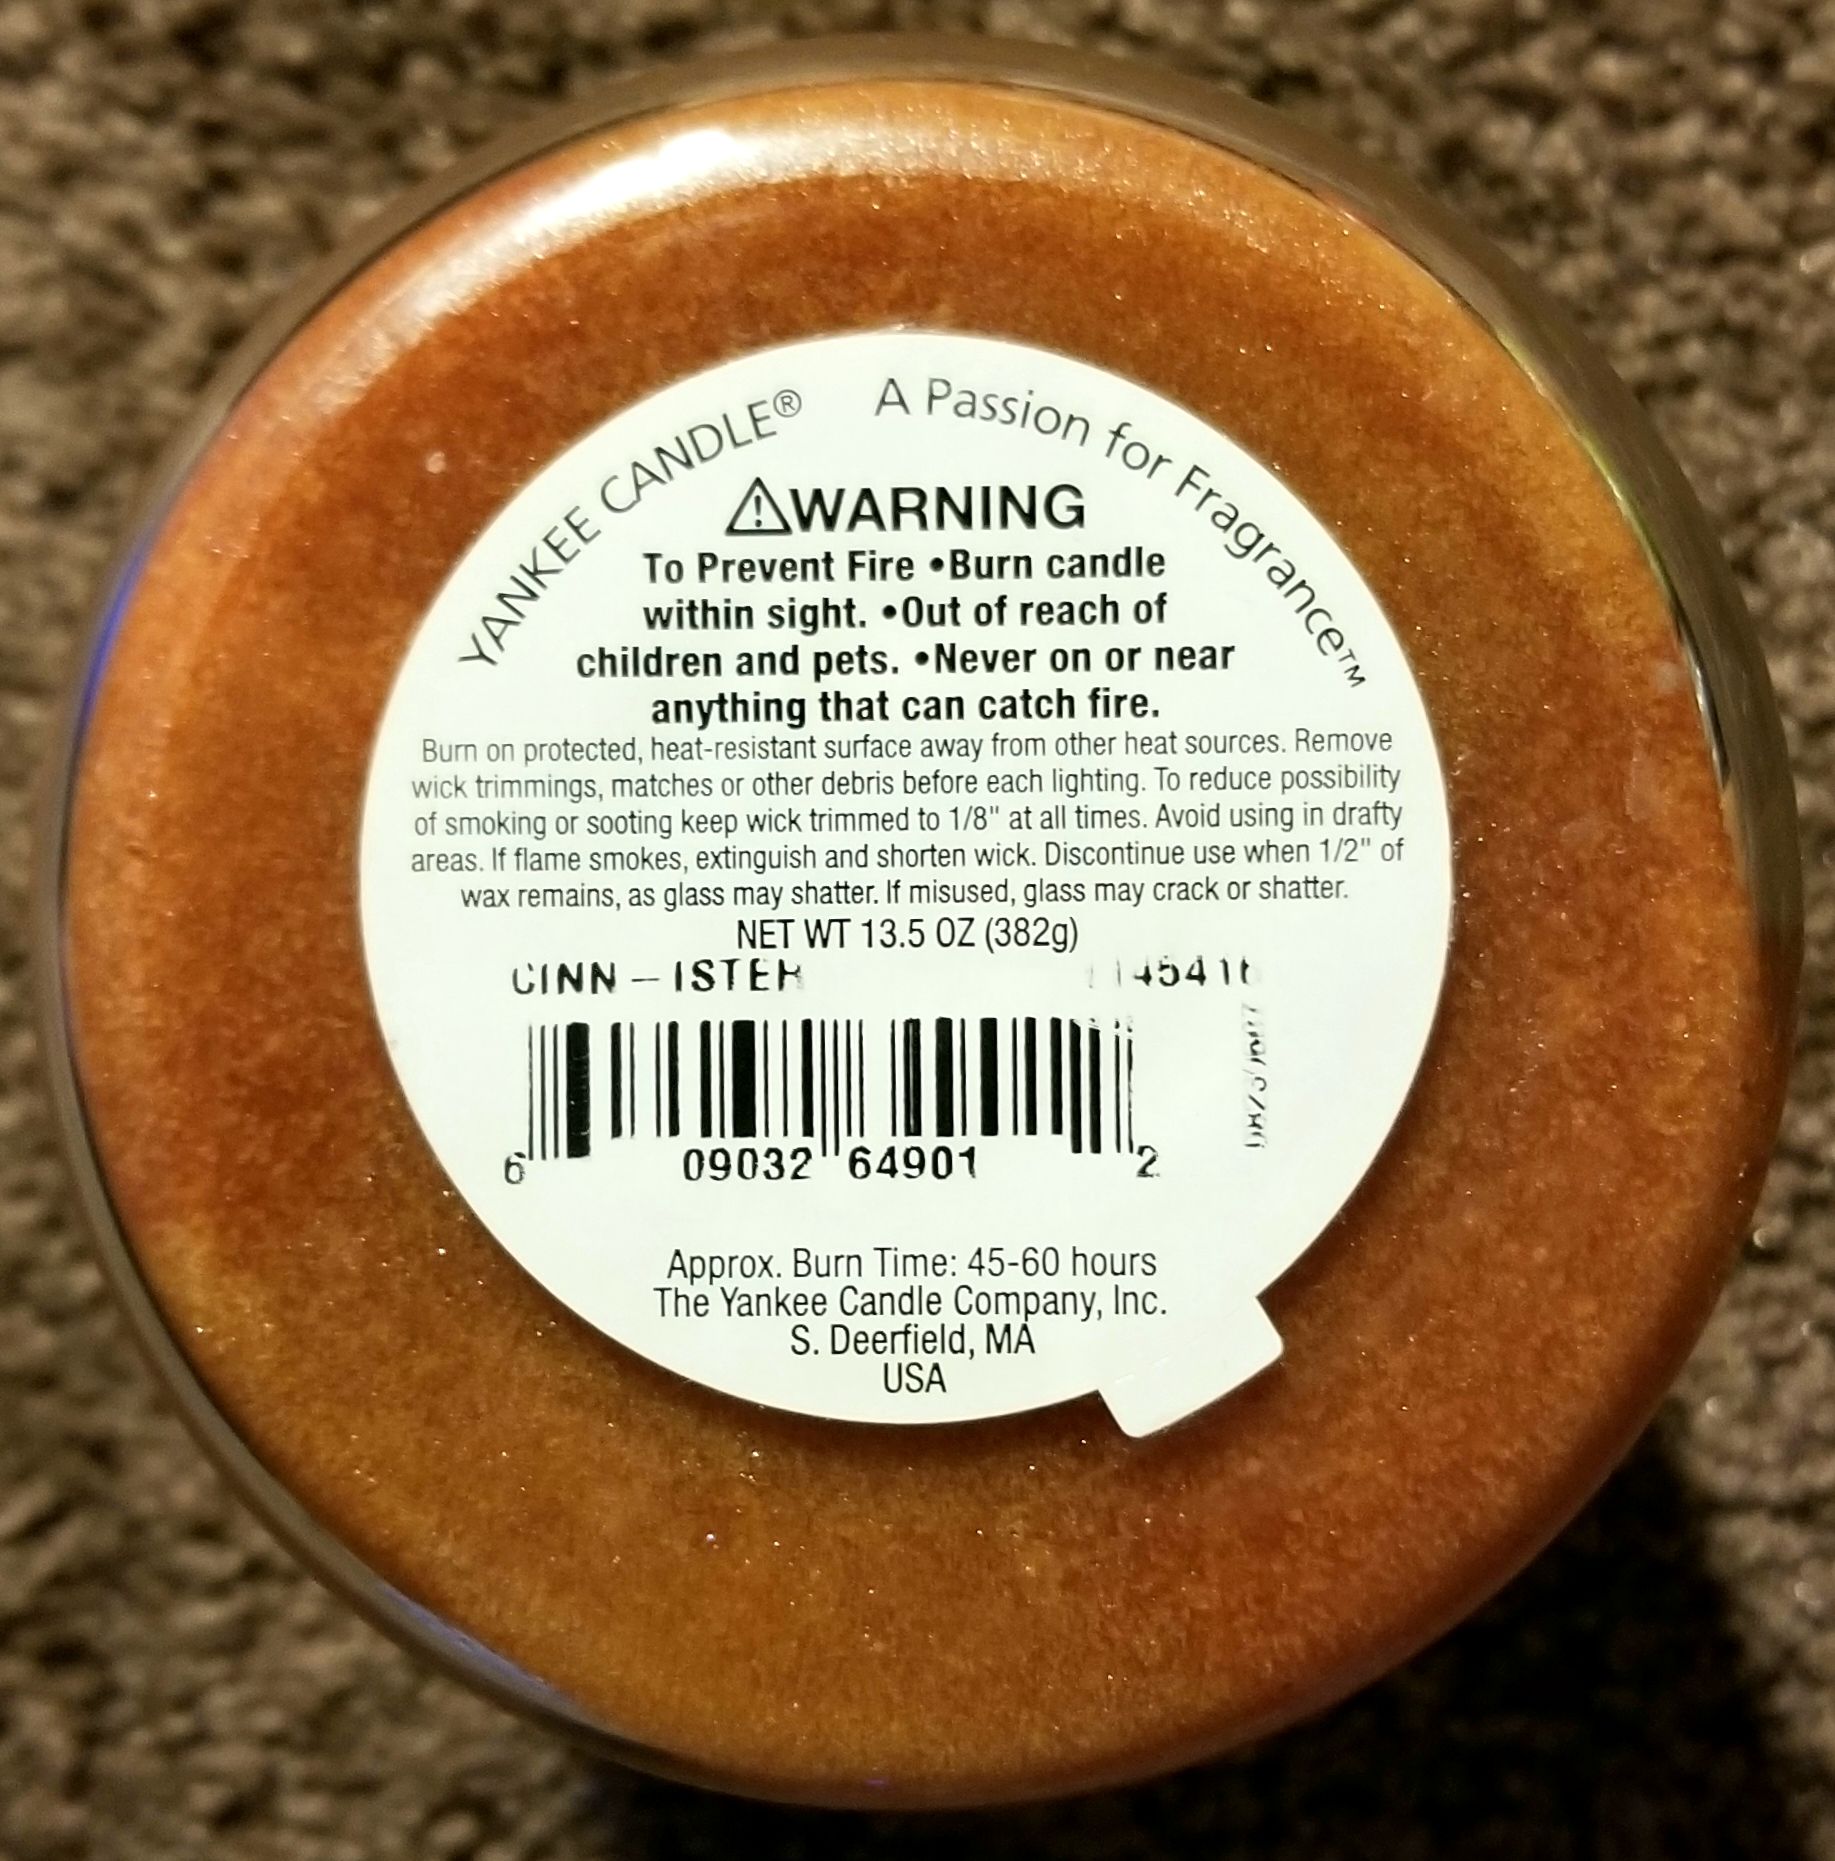 YANKEE CANDLE® A Passion for Fragrance™
⚠WARNING
To Prevent Fire •Burn candle
within sight. •Out of reach of
children and pets. •Never on or near
anything that can catch fire.
Burn on protected, heat-resistant surface away from other heat sources. Remove
wick trimmings, matches or other debris before each lighting. To reduce possibility
of smoking or sooting keep wick trimmed to 1/8" at all times. Avoid using in drafty
areas. If flame smokes, extinguish and shorten wick. Discontinue use when 1/2" of
wax remains, as glass may shatter. If misused, glass may crack or shatter.
NET WT 13.5 OZ (382g)
CINN – ISTER
6 09032 64901 2
Approx. Burn Time: 45-60 hours
The Yankee Candle Company, Inc.
S. Deerfield, MA
USA